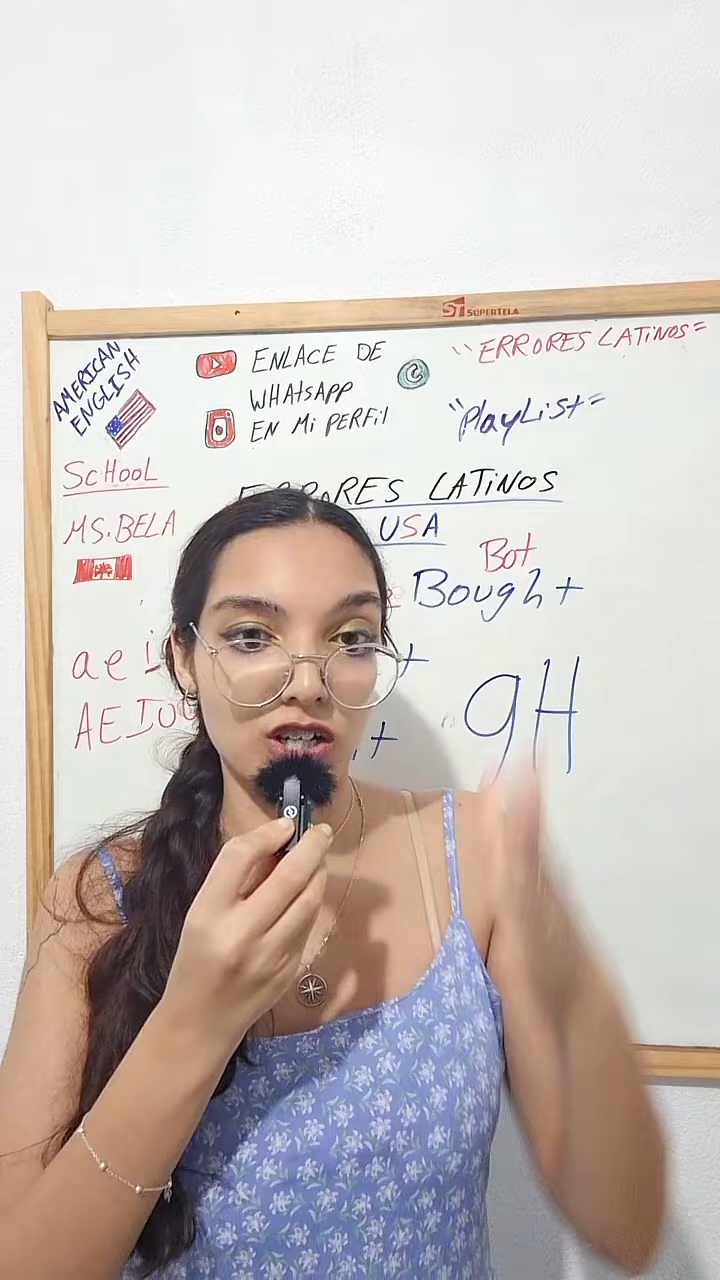 ST SUPERTELA
AMERICAN
ENGLISH
ENLACE DE
WHATSAPP
EN Mi PERFiL
"ERRORES LATiNOS"
"PlayList"
ScHOOL
MS.BELA
LATiNOS
USA
Bot
Bought
a e i
A E I O U
gH